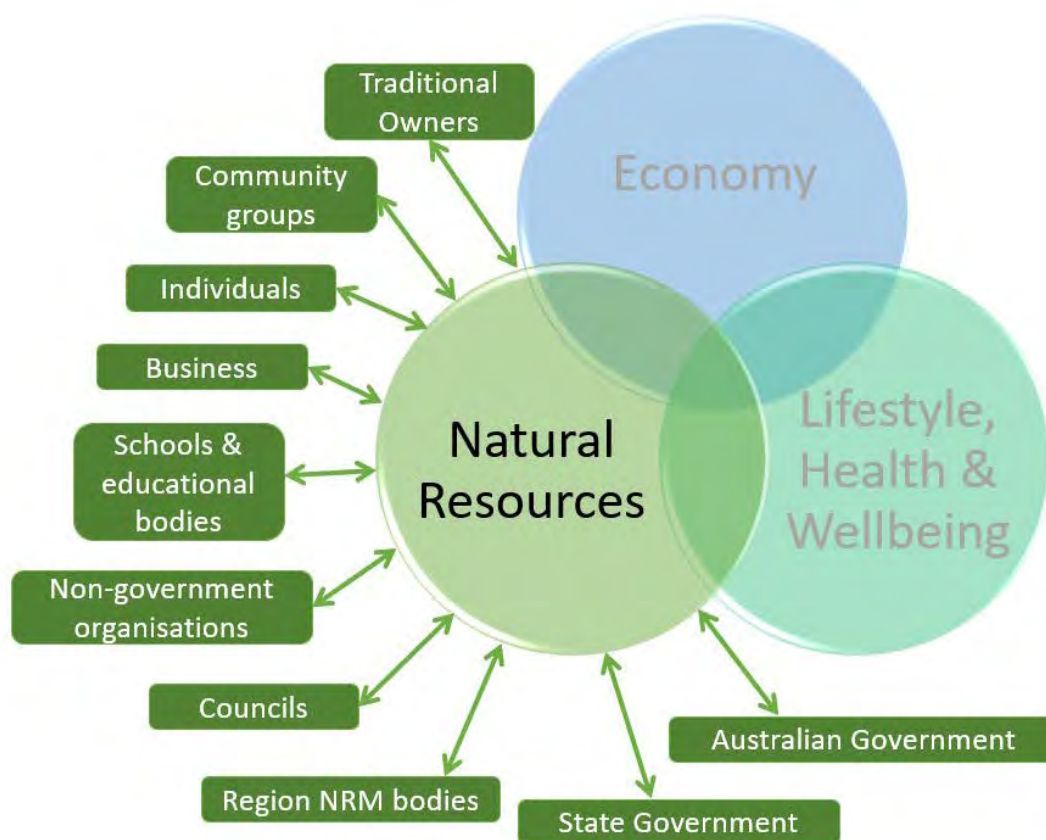 Traditional
Owners
Economy
Community
groups
Individuals
Business
Natural
Resources
Lifestyle,
Health &
Wellbeing
Schools &
educational
bodies
Non-government
organisations
Councils
Australian Government
Region NRM bodies
State Government